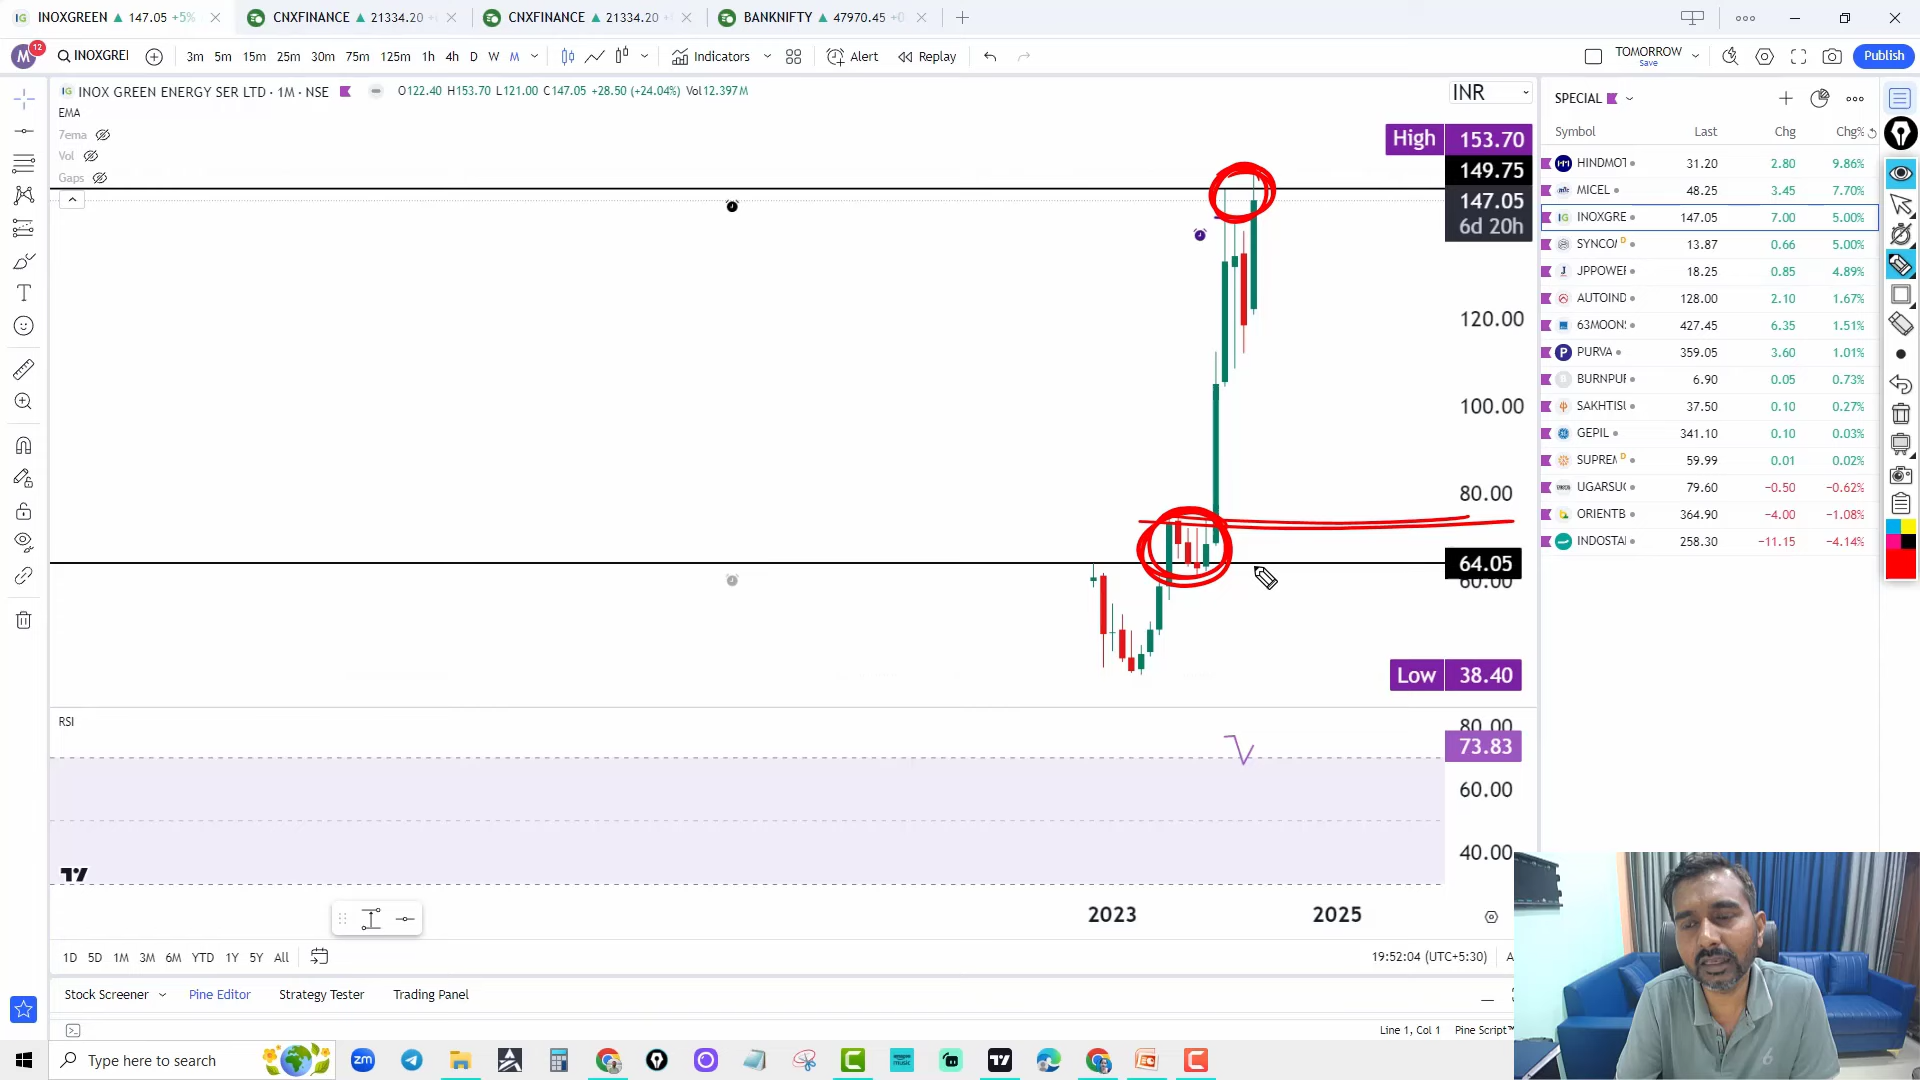 INOXGREEN ▲ 147.05 +5%
CNXFINANCE ▲ 21334.20
CNXFINANCE ▲ 21334.20
BANKNIFTY ▲ 47970.45
M 12 INOXGREI 3m 5m 15m 25m 30m 75m 125m 1h 4h D W M Indicators Alert Replay TOMORROW Save Publish
INOX GREEN ENERGY SER LTD · 1M · NSE O122.40 H153.70 L121.00 C147.05 +28.50 (+24.04%) Vol12.397M
INR
EMA
7ema
Vol
Gaps
High 153.70
149.75
147.05
6d 20h
120.00
100.00
80.00
64.05
60.00
Low 38.40
RSI
80.00
73.83
60.00
40.00
2023 2025
1D 5D 1M 3M 6M YTD 1Y 5Y All 19:52:04 (UTC+5:30)
Stock Screener Pine Editor Strategy Tester Trading Panel
Line 1, Col 1 Pine Script™
SPECIAL
Symbol Last Chg Chg%
HINDMOT 31.20 2.80 9.86%
MICEL 48.25 3.45 7.70%
INOXGRE 147.05 7.00 5.00%
SYNCO D 13.87 0.66 5.00%
JPPOWER 18.25 0.85 4.89%
AUTOIND 128.00 2.10 1.67%
63MOONS 427.45 6.35 1.51%
PURVA 359.05 3.60 1.01%
BURNPUR 6.90 0.05 0.73%
SAKHTISU 37.50 0.10 0.27%
GEPIL 341.10 0.10 0.03%
SUPREM D 59.99 0.01 0.02%
UGARSUG 79.60 −0.50 −0.62%
ORIENTB 364.90 −4.00 −1.08%
INDOSTA 258.30 −11.15 −4.14%
Type here to search
zm